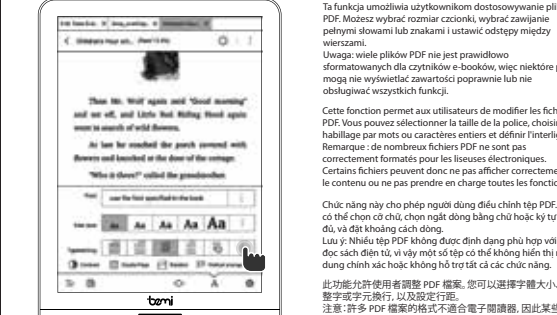 Then Mr. Wolf again said "Good morning"
and set off, and Little Red Riding Hood again
went in search of wild flowers.
At last he reached the porch covered with
flowers and knocked at the door of the cottage.
"Who is there?" called the grandmother.
use the font specified in the book
Aa Aa Aa Aa Aa
bemi
Ta funkcja umożliwia użytkownikom dostosowywanie pli
PDF. Możesz wybrać rozmiar czcionki, wybrać zawijanie
pełnymi słowami lub znakami i ustawić odstępy między
wierszami.
Uwaga: wiele plików PDF nie jest prawidłowo
sformatowanych dla czytników e-booków, więc niektóre p
mogą nie wyświetlać zawartości poprawnie lub nie
obsługiwać wszystkich funkcji.
Cette fonction permet aux utilisateurs de modifier les fich
PDF. Vous pouvez sélectionner la taille de la police, choisir
habillage par mots ou caractères entiers et définir l'interlig
Remarque : de nombreux fichiers PDF ne sont pas
correctement formatés pour les liseuses électroniques.
Certains fichiers peuvent donc ne pas afficher correcteme
le contenu ou ne pas prendre en charge toutes les fonctio
Chức năng này cho phép người dùng điều chỉnh tệp PDF.
có thể chọn cỡ chữ, chọn ngắt dòng bằng chữ hoặc ký tự
đủ, và đặt khoảng cách dòng.
Lưu ý: Nhiều tệp PDF không được định dạng phù hợp với
đọc sách điện tử, vì vậy một số tệp có thể không hiển thị n
dung chính xác hoặc không hỗ trợ tất cả các chức năng.
此功能允許使用者調整 PDF 檔案。您可以選擇字體大小、
整字或字元換行,以及設定行距。
注意:許多 PDF 檔案的格式不適合電子閱讀器,因此某些